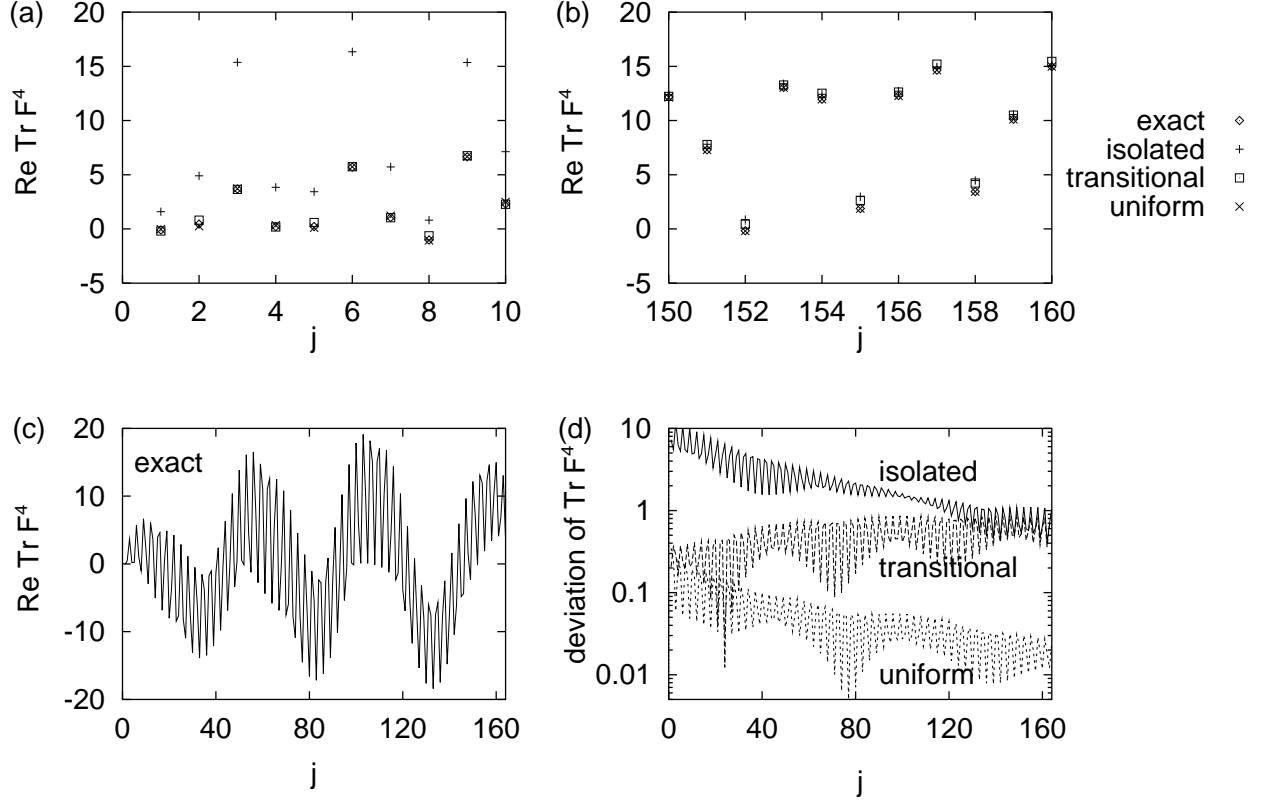 (a)
20
15
10
5
0
-5
Re Tr F⁴
0 2 4 6 8 10
j
(b)
20
15
10
5
0
-5
Re Tr F⁴
150 152 154 156 158 160
j
exact
isolated
transitional
uniform
(c)
20
10
0
-10
-20
Re Tr F⁴
exact
0 40 80 120 160
j
(d)
10
1
0.1
0.01
deviation of Tr F⁴
isolated
transitional
uniform
0 40 80 120 160
j